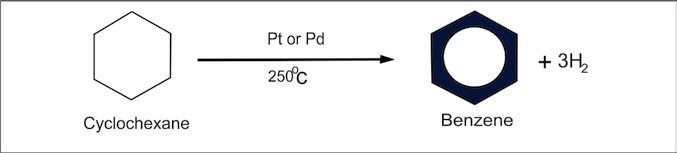 Pt or Pd
250°C
+ 3H₂
Cyclochexane
Benzene